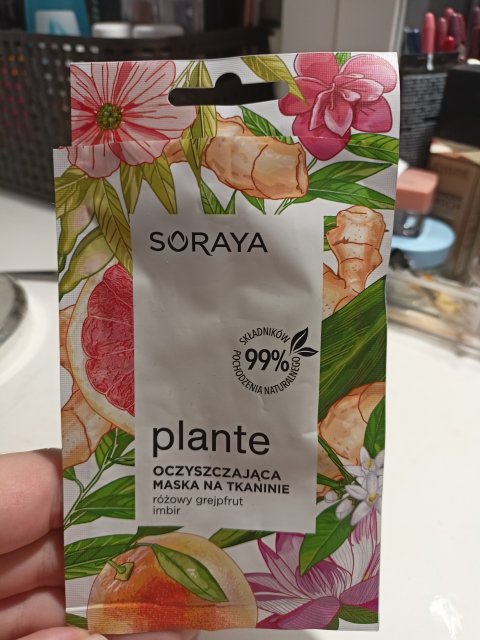 SORAYA
SKŁADNIKÓW
99%
POCHODZENIA NATURALNEGO
plante
OCZYSZCZAJĄCA
MASKA NA TKANINIE
różowy grejpfrut
imbir